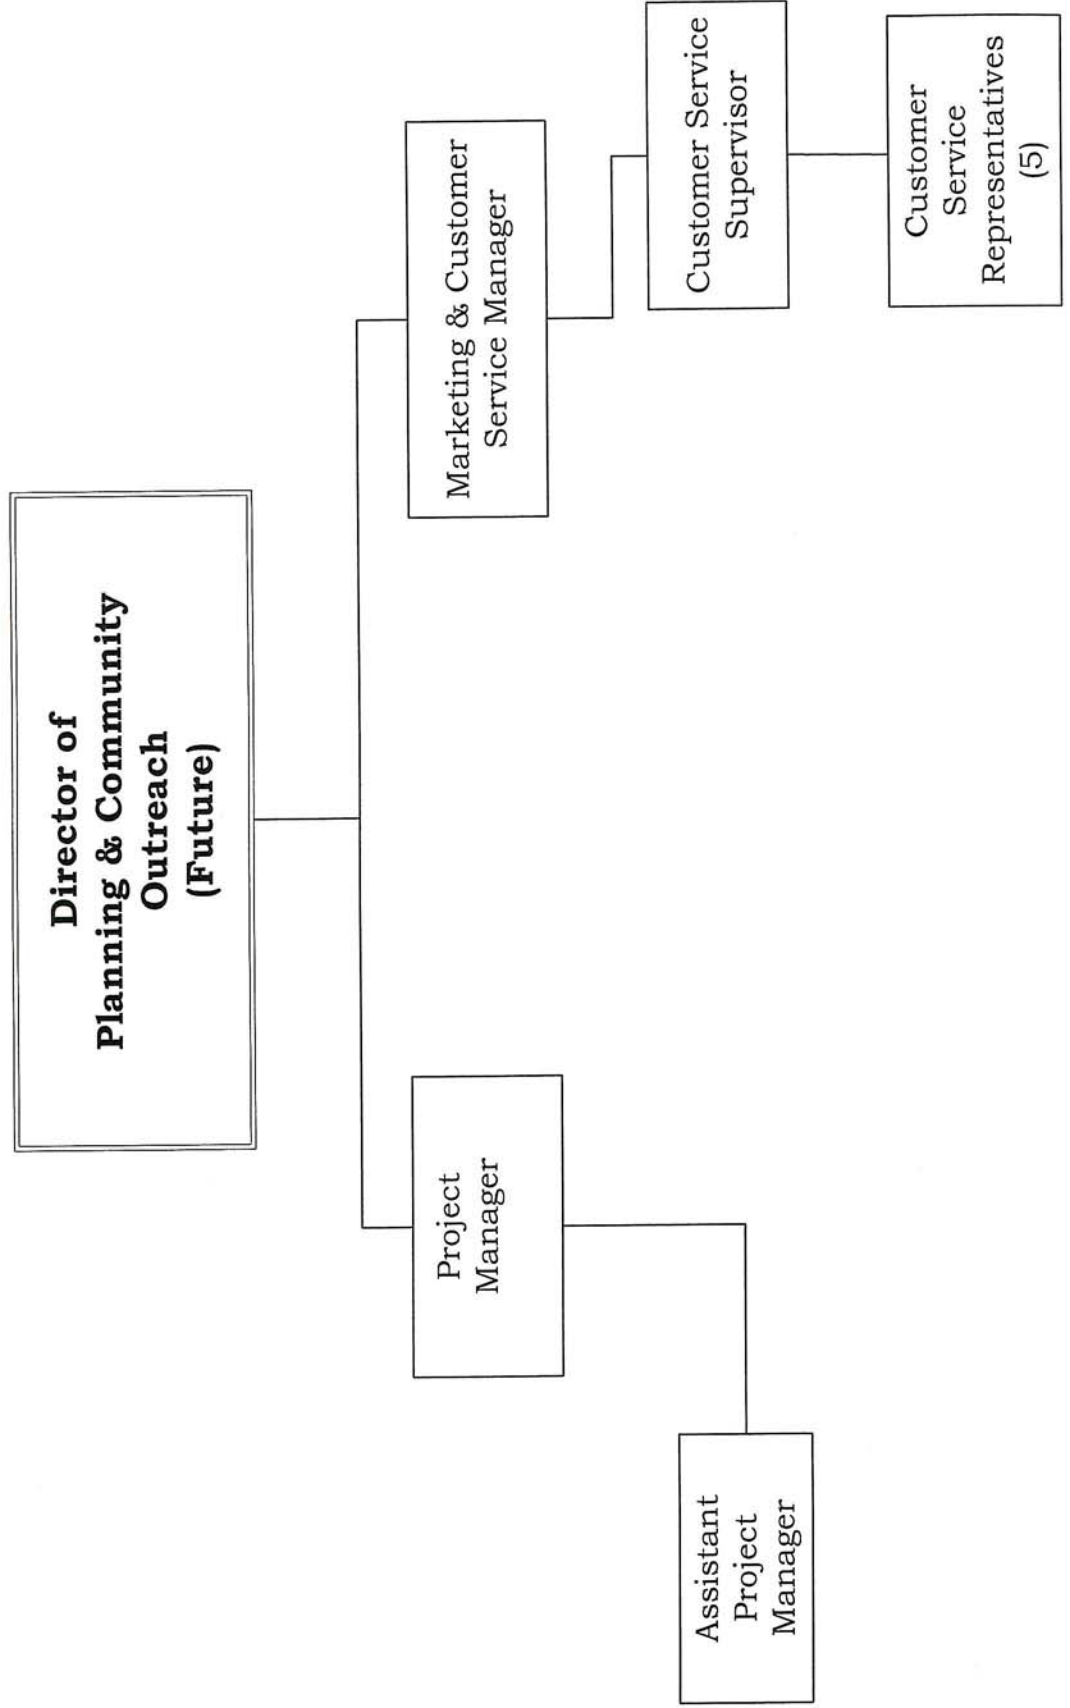 Director of
Planning & Community
Outreach
(Future)
Project
Manager
Marketing & Customer
Service Manager
Assistant
Project
Manager
Customer Service
Supervisor
Customer
Service
Representatives
(5)